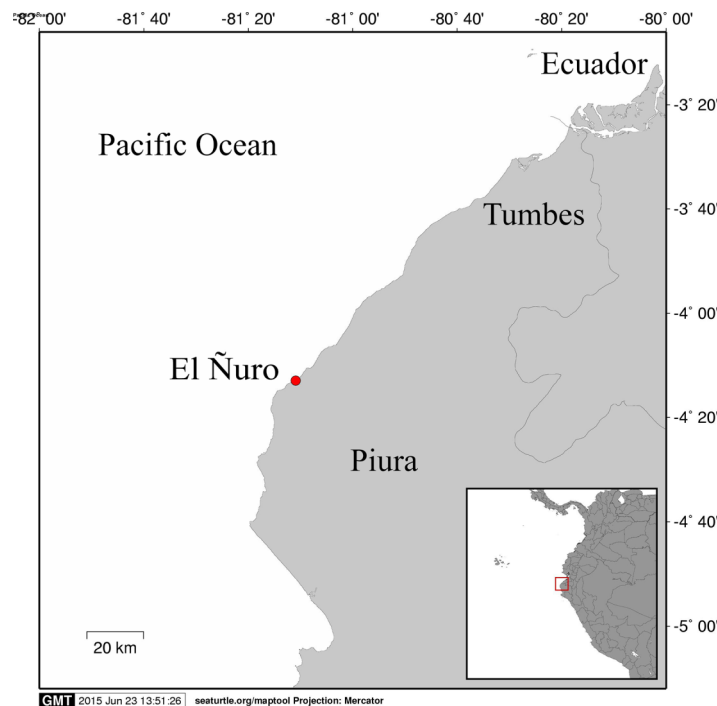 -82° 00' -81° 40' -81° 20' -81° 00' -80° 40' -80° 20' -80° 00'
Ecuador
-3° 20'
Pacific Ocean
Tumbes
-3° 40'
-4° 00'
El Ñuro
-4° 20'
Piura
-4° 40'
-5° 00'
20 km
GMT 2015 Jun 23 13:51:26 seaturtle.org/maptool Projection: Mercator